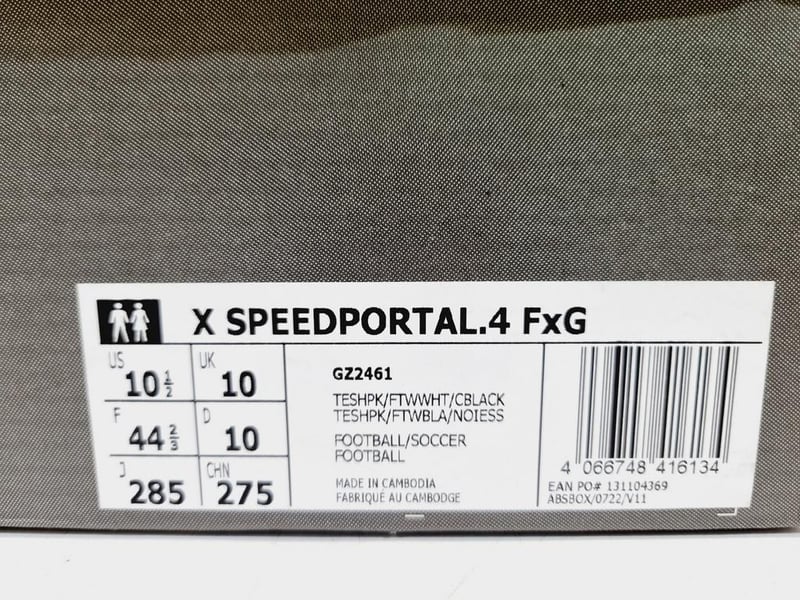 X SPEEDPORTAL.4 FxG
US 10 1/2 UK 10
F 44 2/3 D 10
J 285 CHN 275
GZ2461
TESHPK/FTWWHT/CBLACK
TESHPK/FTWBLA/NOIESS
FOOTBALL/SOCCER
FOOTBALL
MADE IN CAMBODIA
FABRIQUÉ AU CAMBODGE
4 066748 416134
EAN PO# 131104369
ABSBOX/0722/V11